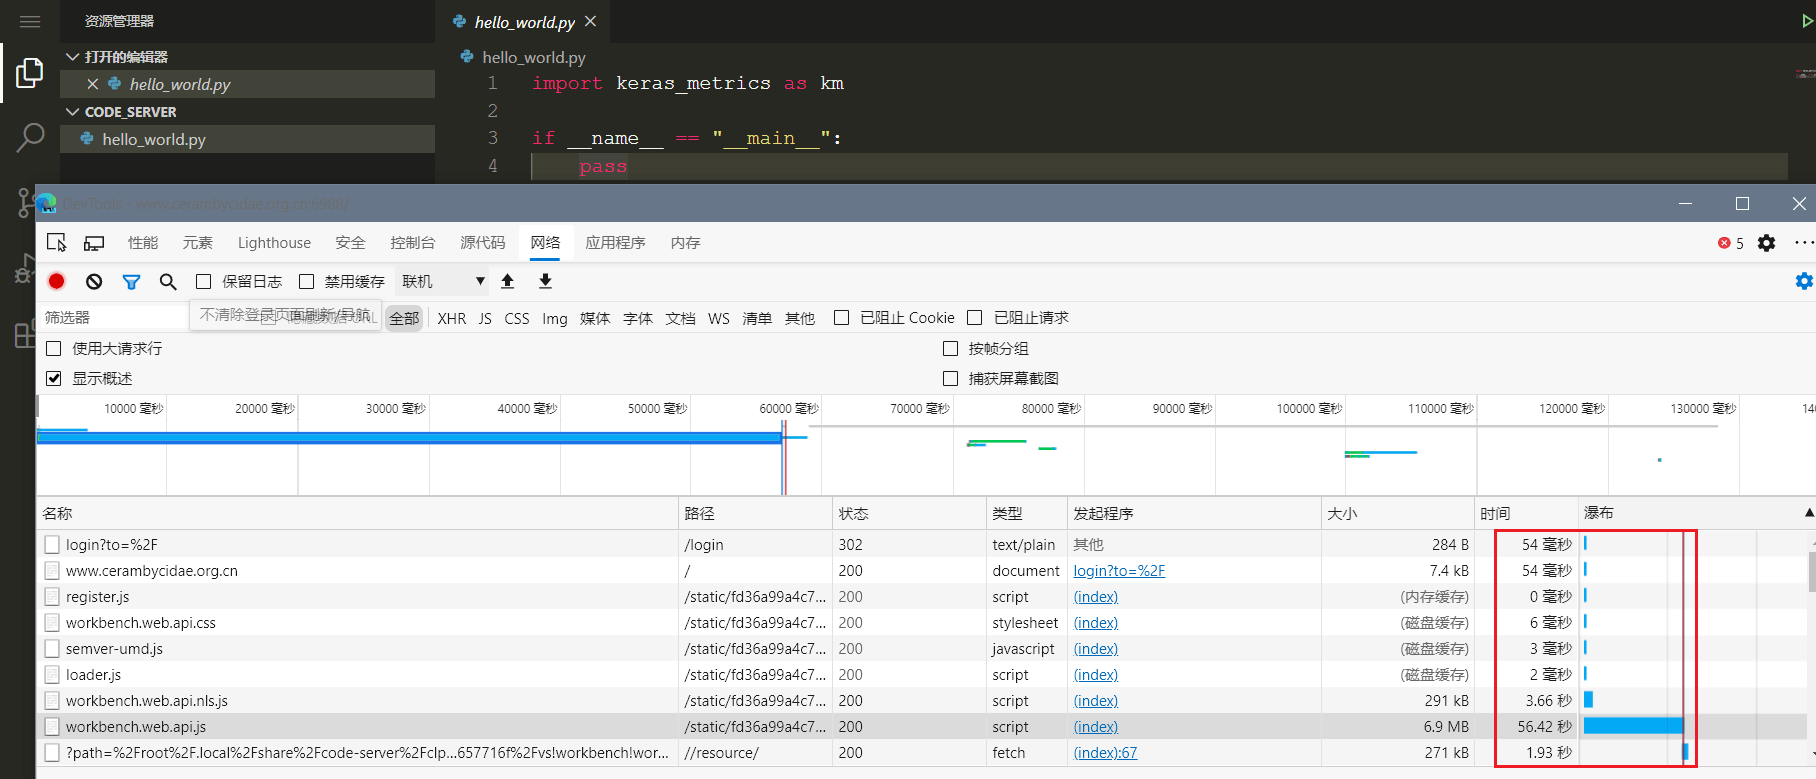 资源管理器
hello_world.py
打开的编辑器
hello_world.py
hello_world.py
CODE_SERVER
hello_world.py
1 import keras_metrics as km
2
3 if __name__ == "__main__":
4 pass
DevTools - www.cerambycidae.org.cn:6988/
性能 元素 Lighthouse 安全 控制台 源代码 网络 应用程序 内存 5
保留日志 禁用缓存 联机
筛选器 不清除登录页面刷新/导航 全部 XHR JS CSS Img 媒体 字体 文档 WS 清单 其他 已阻止 Cookie 已阻止请求
使用大请求行 按帧分组
显示概述 捕获屏幕截图
10000 毫秒 20000 毫秒 30000 毫秒 40000 毫秒 50000 毫秒 60000 毫秒 70000 毫秒 80000 毫秒 90000 毫秒 100000 毫秒 110000 毫秒 120000 毫秒 130000 毫秒
名称 路径 状态 类型 发起程序 大小 时间 瀑布
login?to=%2F /login 302 text/plain 其他 284 B 54 毫秒
www.cerambycidae.org.cn / 200 document login?to=%2F 7.4 kB 54 毫秒
register.js /static/fd36a99a4c7... 200 script (index) (内存缓存) 0 毫秒
workbench.web.api.css /static/fd36a99a4c7... 200 stylesheet (index) (磁盘缓存) 6 毫秒
semver-umd.js /static/fd36a99a4c7... 200 javascript (index) (磁盘缓存) 3 毫秒
loader.js /static/fd36a99a4c7... 200 script (index) (磁盘缓存) 2 毫秒
workbench.web.api.nls.js /static/fd36a99a4c7... 200 script (index) 291 kB 3.66 秒
workbench.web.api.js /static/fd36a99a4c7... 200 script (index) 6.9 MB 56.42 秒
?path=%2Froot%2F.local%2Fshare%2Fcode-server%2Fclp...657716f%2Fvs!workbench!wor... //resource/ 200 fetch (index):67 271 kB 1.93 秒